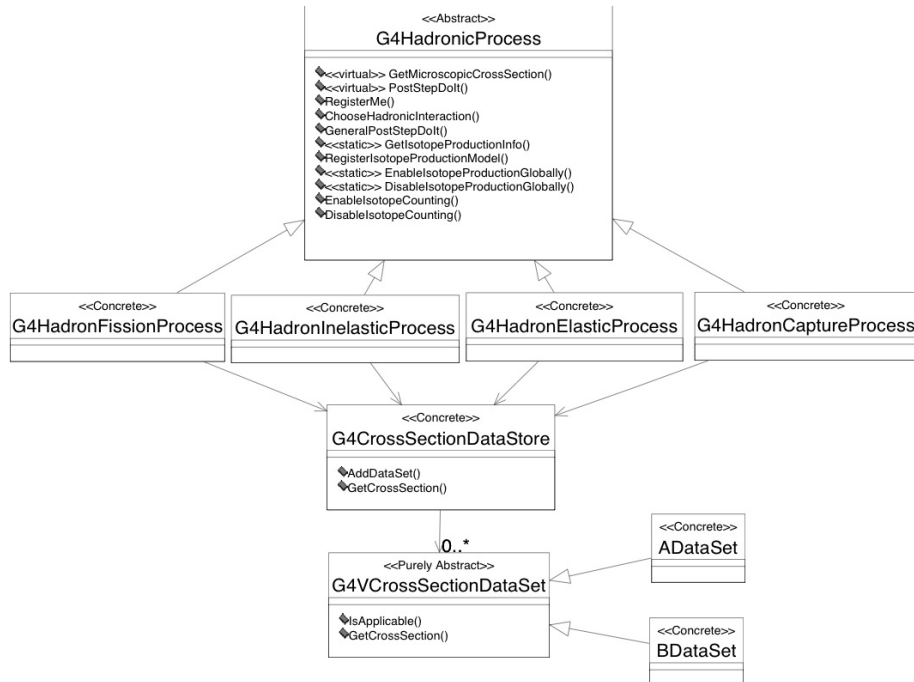 <<Abstract>>
G4HadronicProcess
<<virtual>> GetMicroscopicCrossSection()
<<virtual>> PostStepDoIt()
RegisterMe()
ChooseHadronicInteraction()
GeneralPostStepDoIt()
<<static>> GetIsotopeProductionInfo()
RegisterIsotopeProductionModel()
<<static>> EnableIsotopeProductionGlobally()
<<static>> DisableIsotopeProductionGlobally()
EnableIsotopeCounting()
DisableIsotopeCounting()
<<Concrete>>
G4HadronFissionProcess
<<Concrete>>
G4HadronInelasticProcess
<<Concrete>>
G4HadronElasticProcess
<<Concrete>>
G4HadronCaptureProcess
<<Concrete>>
G4CrossSectionDataStore
AddDataSet()
GetCrossSection()
0..*
<<Purely Abstract>>
G4VCrossSectionDataSet
IsApplicable()
GetCrossSection()
<<Concrete>>
ADataSet
<<Concrete>>
BDataSet